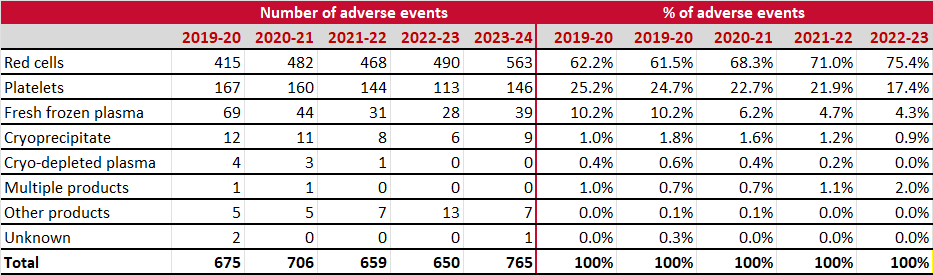 Number of adverse events % of adverse events
2019-20 2020-21 2021-22 2022-23 2023-24 2019-20 2019-20 2020-21 2021-22 2022-23
Red cells 415 482 468 490 563 62.2% 61.5% 68.3% 71.0% 75.4%
Platelets 167 160 144 113 146 25.2% 24.7% 22.7% 21.9% 17.4%
Fresh frozen plasma 69 44 31 28 39 10.2% 10.2% 6.2% 4.7% 4.3%
Cryoprecipitate 12 11 8 6 9 1.0% 1.8% 1.6% 1.2% 0.9%
Cryo-depleted plasma 4 3 1 0 0 0.4% 0.6% 0.4% 0.2% 0.0%
Multiple products 1 1 0 0 0 1.0% 0.7% 0.7% 1.1% 2.0%
Other products 5 5 7 13 7 0.0% 0.1% 0.1% 0.0% 0.0%
Unknown 2 0 0 0 1 0.0% 0.3% 0.0% 0.0% 0.0%
Total 675 706 659 650 765 100% 100% 100% 100% 100%